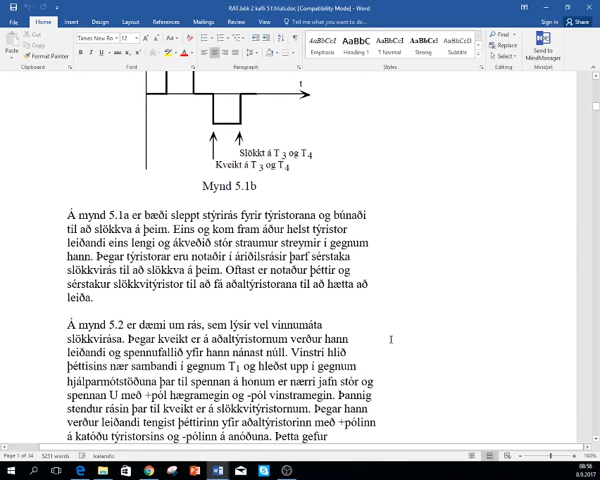 RAT.bók 2 kafli 5 f.hluti.doc [Compatibility Mode] - Word
File Home Insert Design Layout References Mailings Review View Tell me what you want to do... Sign in Share
Cut
Copy
Format Painter
Paste
Clipboard
Times New Ro 12
Font
Paragraph
AaBbCcI AaBbC AaBbCcI AaBbCcI AaBbC
Emphasis Heading 1 Normal Strong Subtitle
Styles
Find
Replace
Select
Editing
Send to
MindManager
Mindjet
t
Slökkt á T 3 og T 4
Kveikt á T 3 og T 4
Mynd 5.1b
Á mynd 5.1a er bæði sleppt stýrirás fyrir týristorana og búnaði
til að slökkva á þeim. Eins og kom fram áður helst týristor
leiðandi eins lengi og ákveðið stór straumur streymir í gegnum
hann. Þegar týristorar eru notaðir í áriðilsrásir þarf sérstaka
slökkvirás til að slökkva á þeim. Oftast er notaður þéttir og
sérstakur slökkvitýristor til að fá aðaltýristorana til að hætta að
leiða.
Á mynd 5.2 er dæmi um rás, sem lýsir vel vinnumáta
slökkvirása. Þegar kveikt er á aðaltýristornum verður hann
leiðandi og spennufallið yfir hann nánast núll. Vinstri hlið
þéttisins nær sambandi í gegnum T1 og hleðst upp í gegnum
hjálparmótstöðuna þar til spennan á honum er nærri jafn stór og
spennan U með +pól hægramegin og -pól vinstramegin. Þannig
stendur rásin þar til kveikt er á slökkvitýristornum. Þegar hann
verður leiðandi tengist þéttirinn yfir aðaltýristorinn með +pólinn
á katóðu týristorsins og -pólinn á anóðuna. Þetta gefur
Page 1 of 34 5231 words Icelandic 160%
08:56
8.9.2017